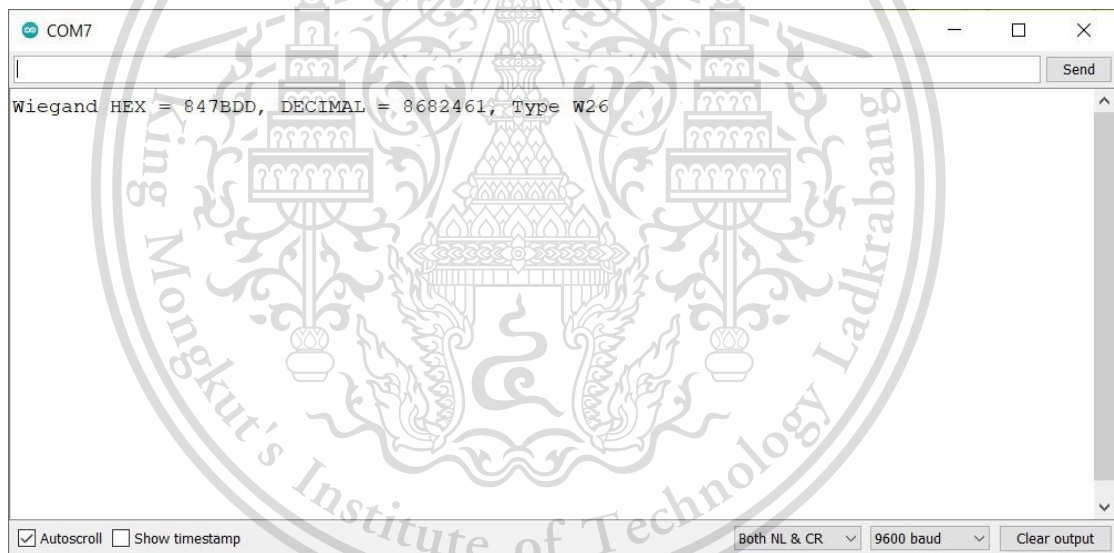 COM7
Send
Wiegand HEX = 847BDD, DECIMAL = 8682461, Type W26
King Mongkut's Institute of Technology Ladkrabang
Autoscroll Show timestamp Both NL & CR 9600 baud Clear output